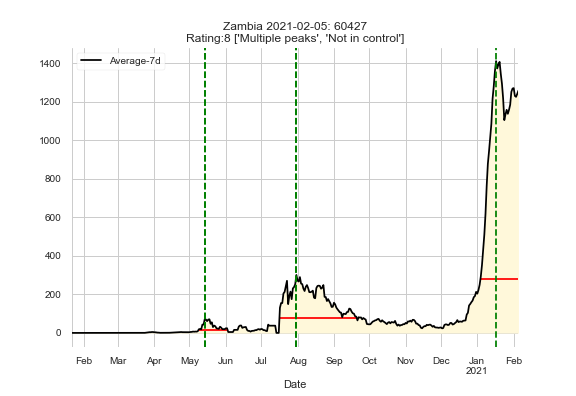 Zambia 2021-02-05: 60427
Rating:8 ['Multiple peaks', 'Not in control']
Average-7d
1400
1200
1000
800
600
400
200
0
Feb Mar Apr May Jun Jul Aug Sep Oct Nov Dec Jan Feb
2021
Date